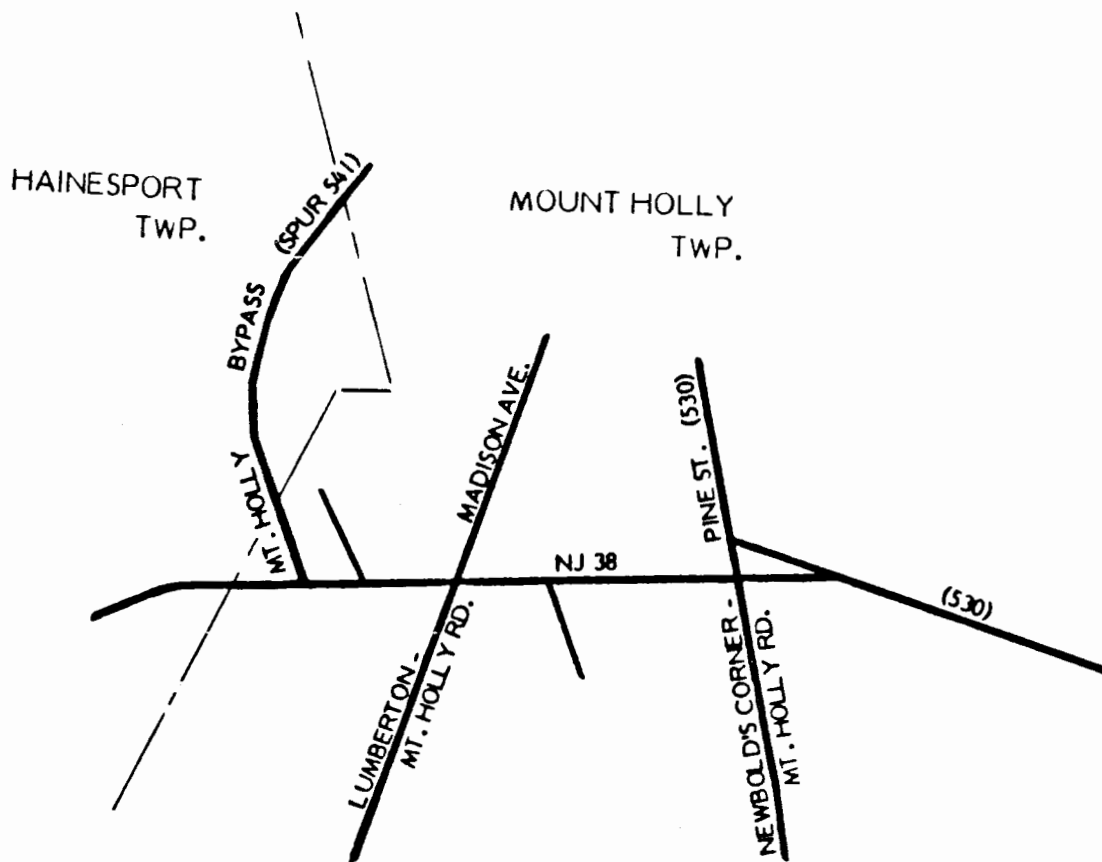 HAINESPORT
TWP.
MOUNT HOLLY
TWP.
(SPUR 541)
BYPASS
MT. HOLLY
MADISON AVE.
PINE ST. (530)
NJ 38
(530)
LUMBERTON -
MT. HOLLY RD.
NEWBOLD'S CORNER -
MT. HOLLY RD.